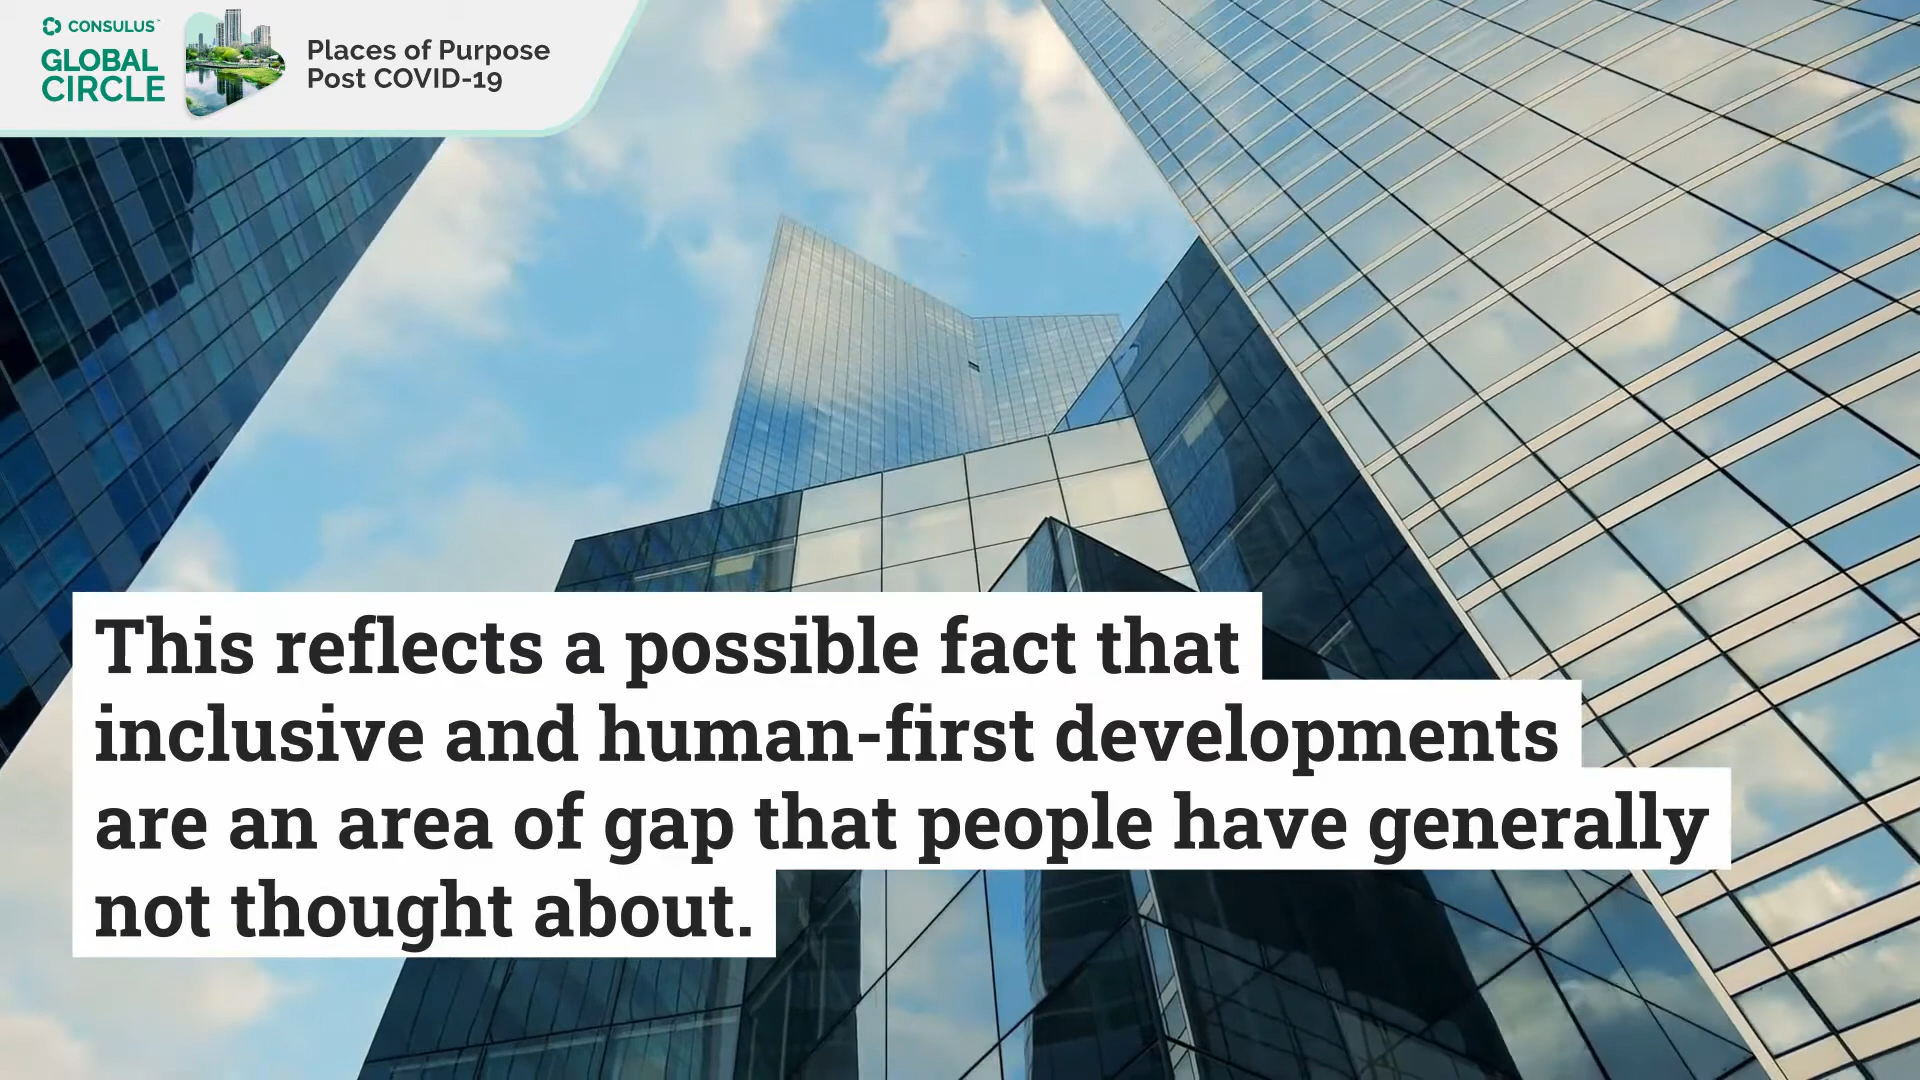 CONSULUS™
GLOBAL
CIRCLE
Places of Purpose
Post COVID-19
This reflects a possible fact that
inclusive and human-first developments
are an area of gap that people have generally
not thought about.